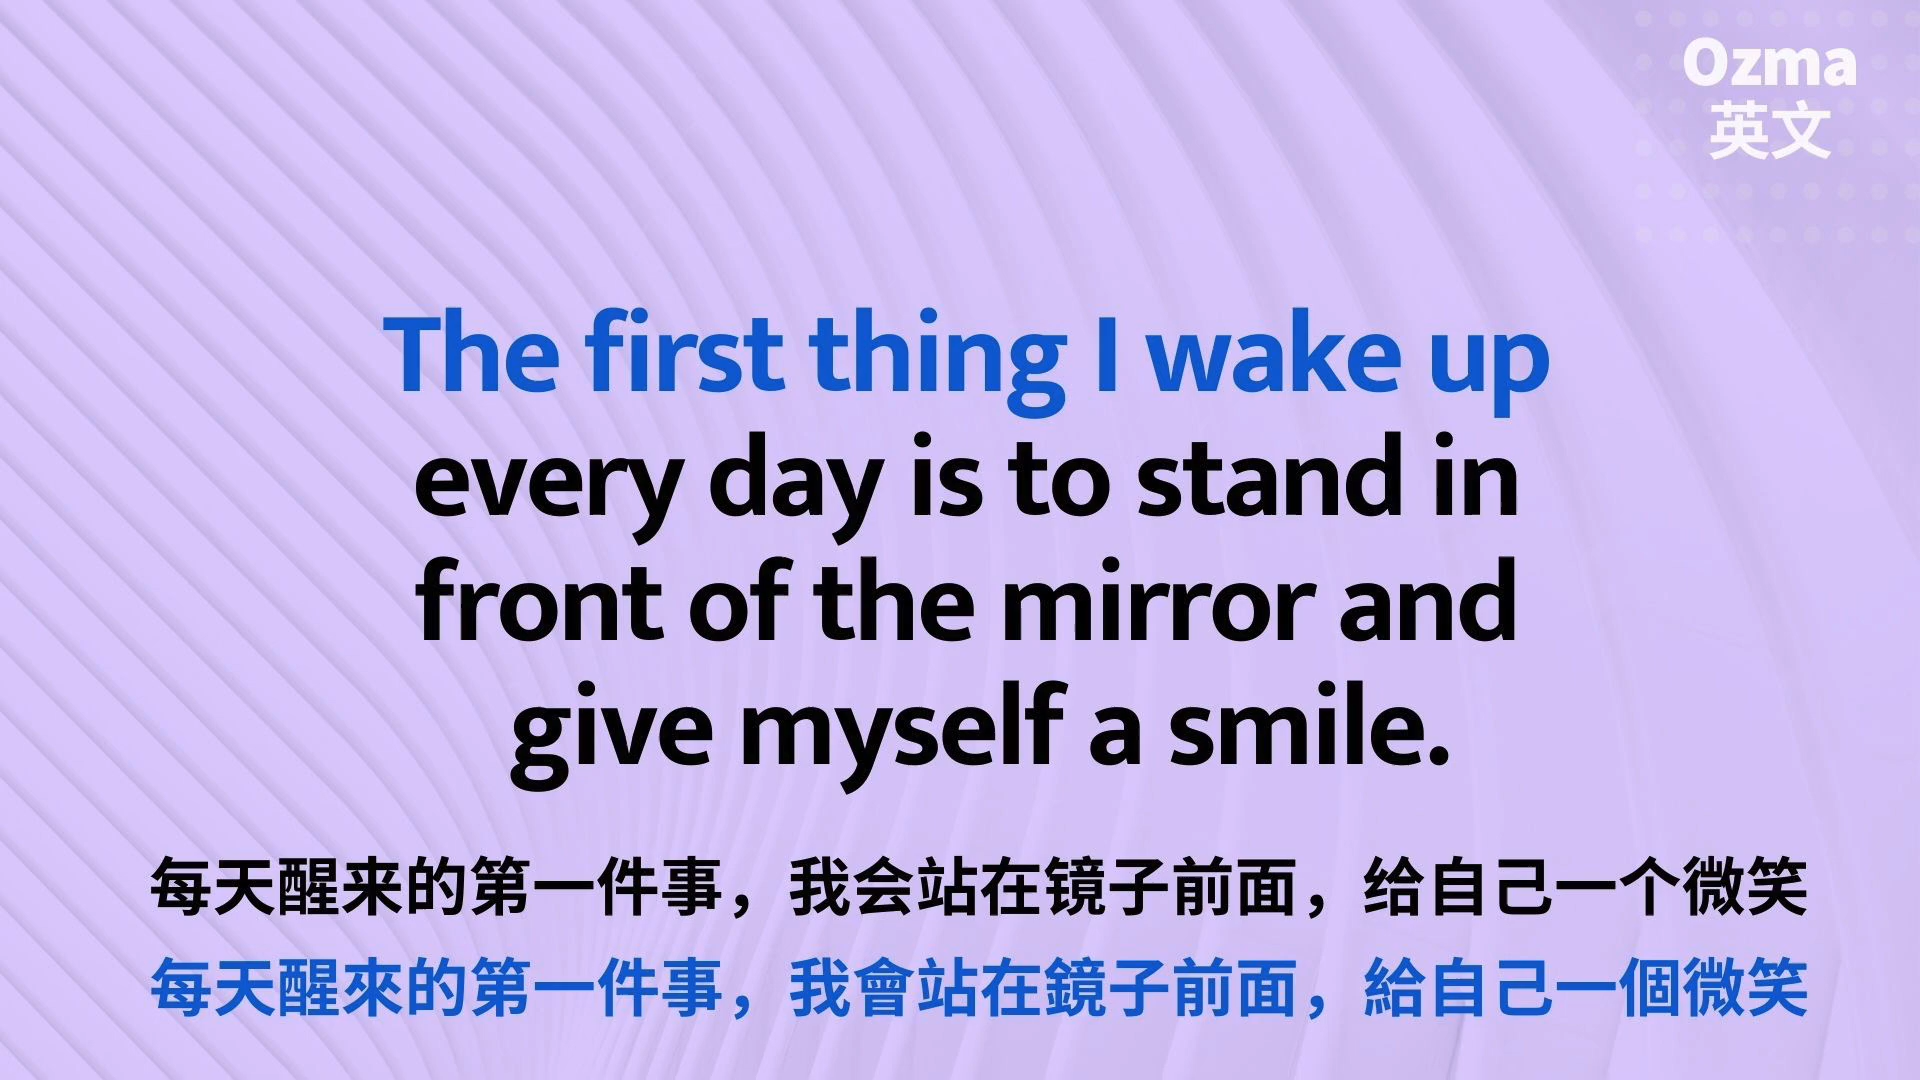 Ozma
英文
The first thing I wake up
every day is to stand in
front of the mirror and
give myself a smile.
每天醒来的第一件事，我会站在镜子前面，给自己一个微笑
每天醒來的第一件事，我會站在鏡子前面，給自己一個微笑